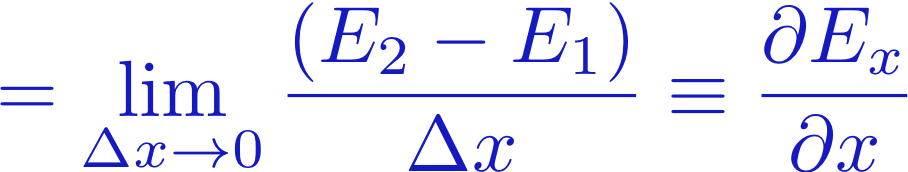 = lim_{Δx→0} (E_2 − E_1)/Δx ≡ ∂E_x/∂x